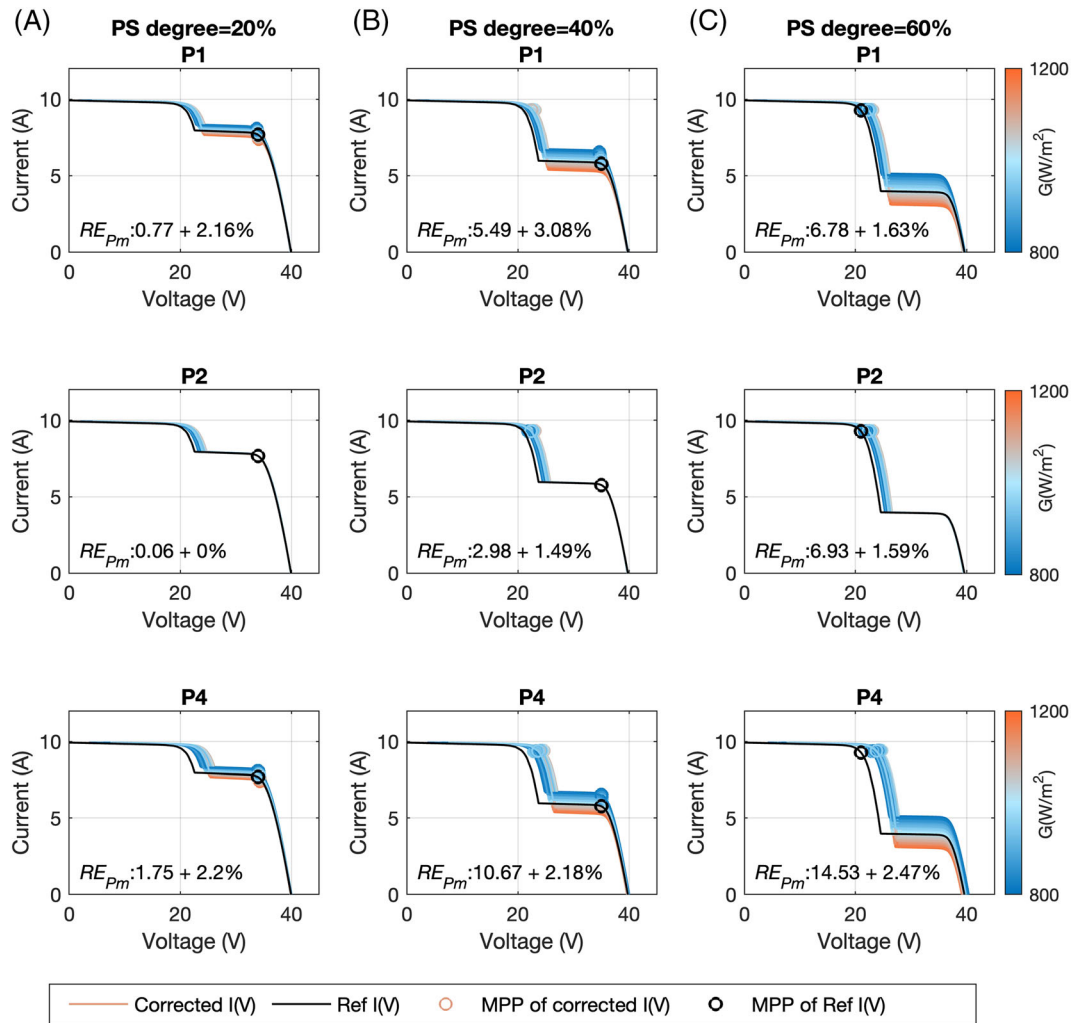 (A) (B) (C)
PS degree=20% PS degree=40% PS degree=60%
P1 P1 P1
Current (A) Current (A) Current (A)
10 10 10
5 5 5
0 0 0
RE_Pm:0.77 + 2.16% RE_Pm:5.49 + 3.08% RE_Pm:6.78 + 1.63%
0 20 40 0 20 40 0 20 40
Voltage (V) Voltage (V) Voltage (V)
1200
G(W/m²)
800
P2 P2 P2
Current (A) Current (A) Current (A)
10 10 10
5 5 5
0 0 0
RE_Pm:0.06 + 0% RE_Pm:2.98 + 1.49% RE_Pm:6.93 + 1.59%
0 20 40 0 20 40 0 20 40
Voltage (V) Voltage (V) Voltage (V)
1200
G(W/m²)
800
P4 P4 P4
Current (A) Current (A) Current (A)
10 10 10
5 5 5
0 0 0
RE_Pm:1.75 + 2.2% RE_Pm:10.67 + 2.18% RE_Pm:14.53 + 2.47%
0 20 40 0 20 40 0 20 40
Voltage (V) Voltage (V) Voltage (V)
1200
G(W/m²)
800
Corrected I(V) Ref I(V) MPP of corrected I(V) MPP of Ref I(V)